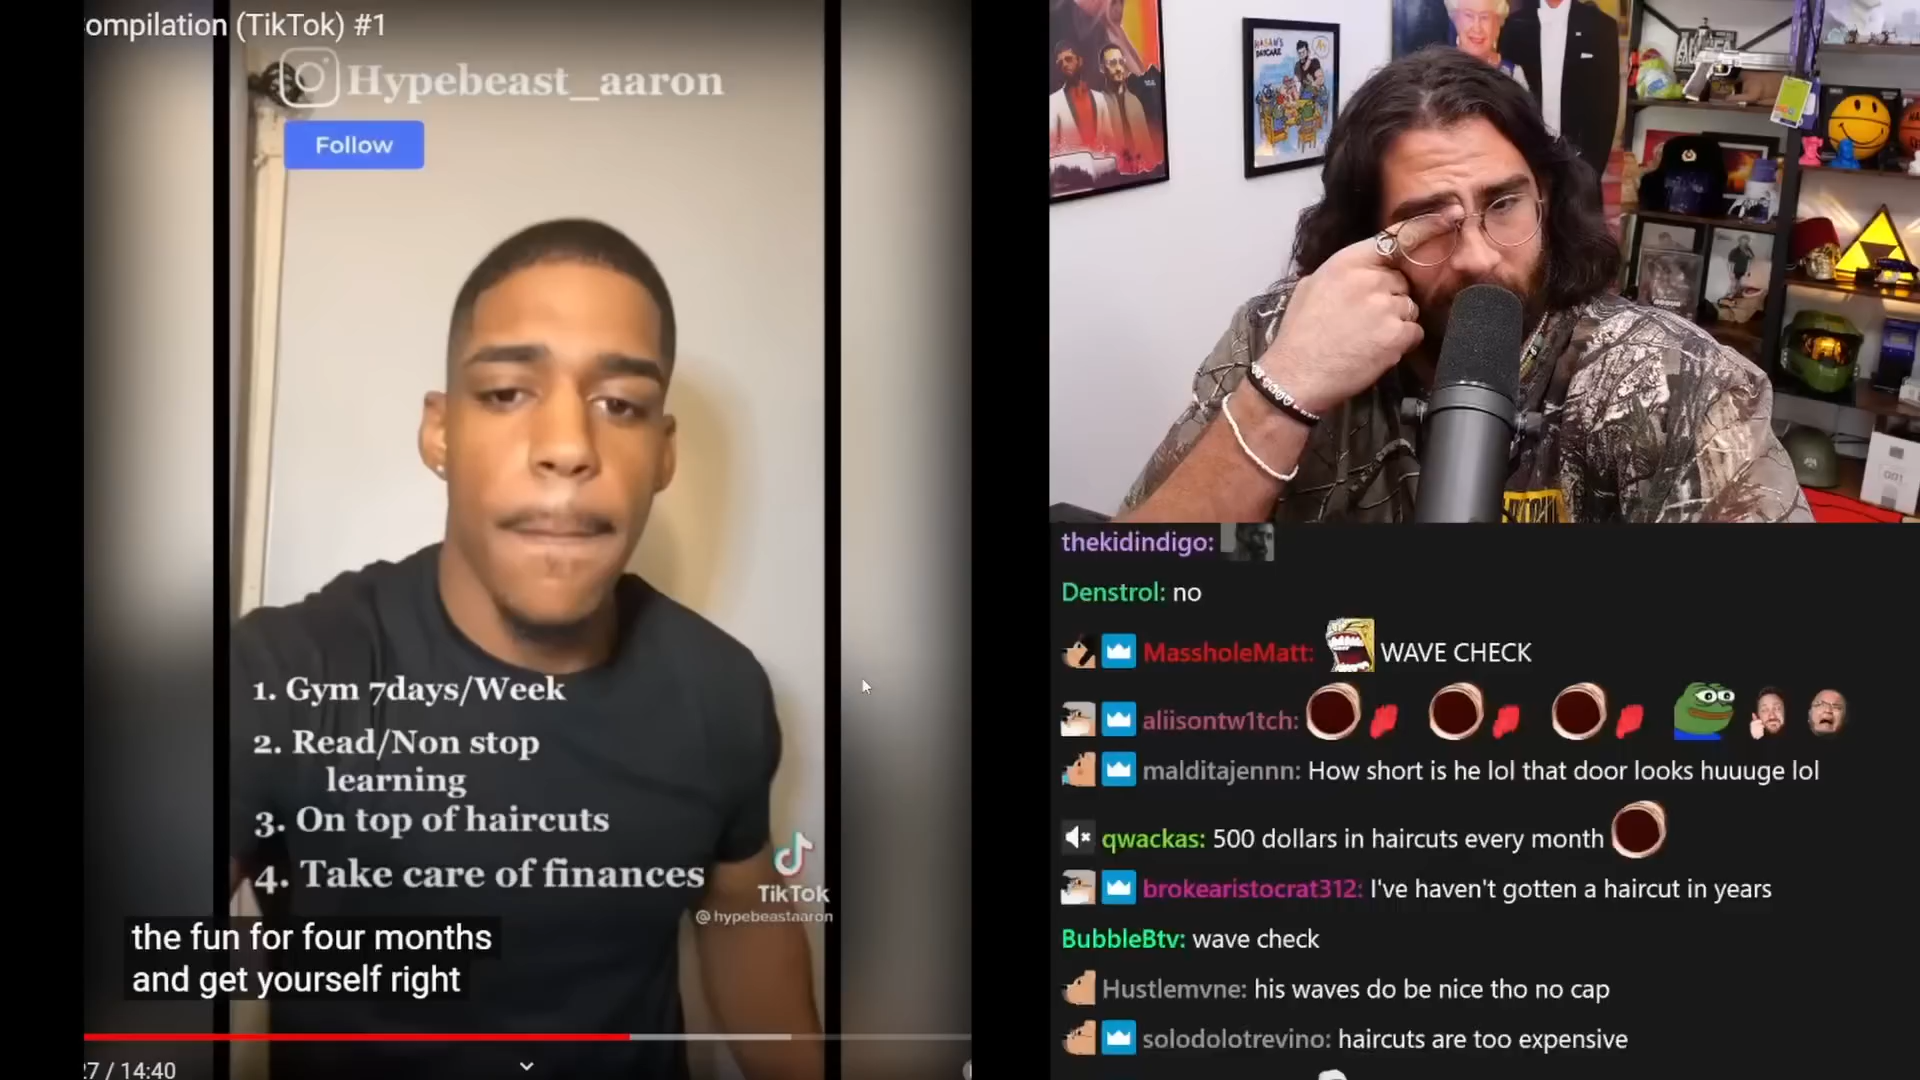 ompilation (TikTok) #1
Hypebeast_aaron
Follow
1. Gym 7days/Week
2. Read/Non stop
learning
3. On top of haircuts
4. Take care of finances
TikTok
@hypebeastaaron
the fun for four months
and get yourself right
27 / 14:40
HASAN'S
DAYCARE
001
thekidindigo:
Denstrol: no
MassholeMatt: WAVE CHECK
aliisontw1tch:
malditajennn: How short is he lol that door looks huuuge lol
qwackas: 500 dollars in haircuts every month
brokearistocrat312: I've haven't gotten a haircut in years
BubbleBtv: wave check
Hustlemvne: his waves do be nice tho no cap
solodolotrevino: haircuts are too expensive